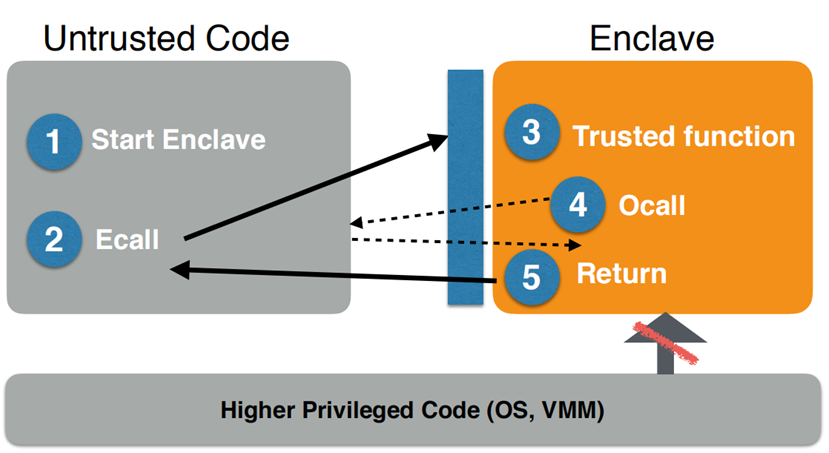 Untrusted Code
Enclave
1 Start Enclave
2 Ecall
3 Trusted function
4 Ocall
5 Return
Higher Privileged Code (OS, VMM)